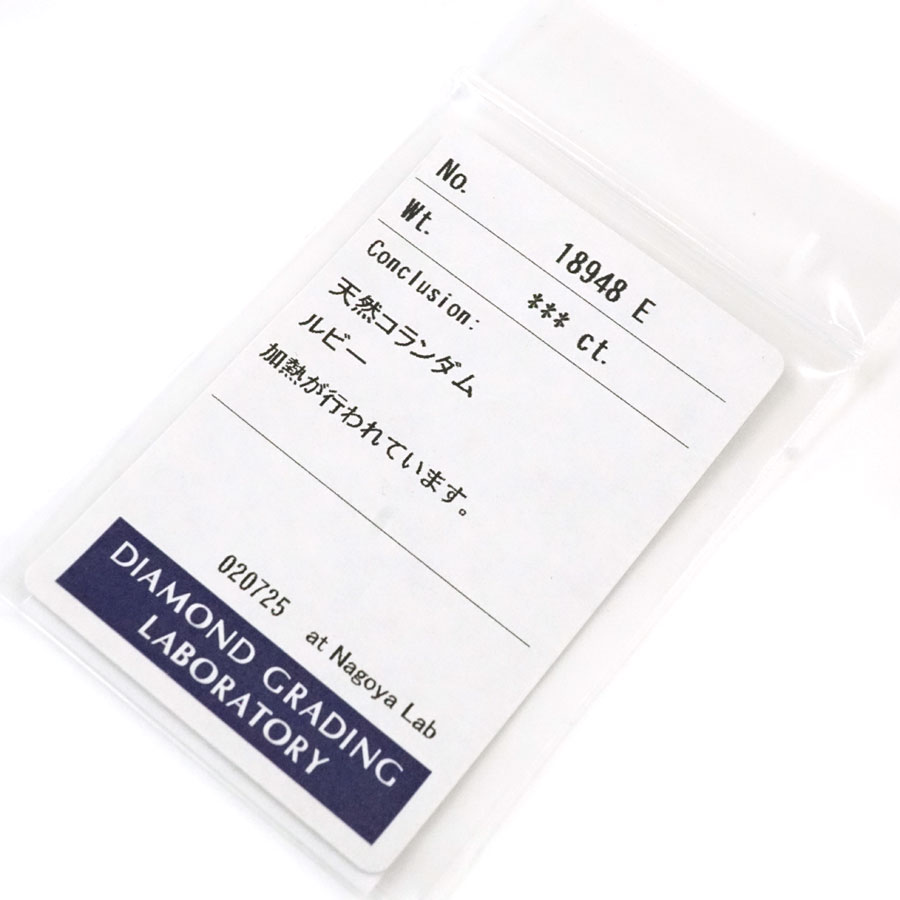 No. 18948 E
Wt. *** ct.
Conclusion:
天然コランダム
ルビー
加熱が行われています。
020725 at Nagoya Lab
DIAMOND GRADING
LABORATORY